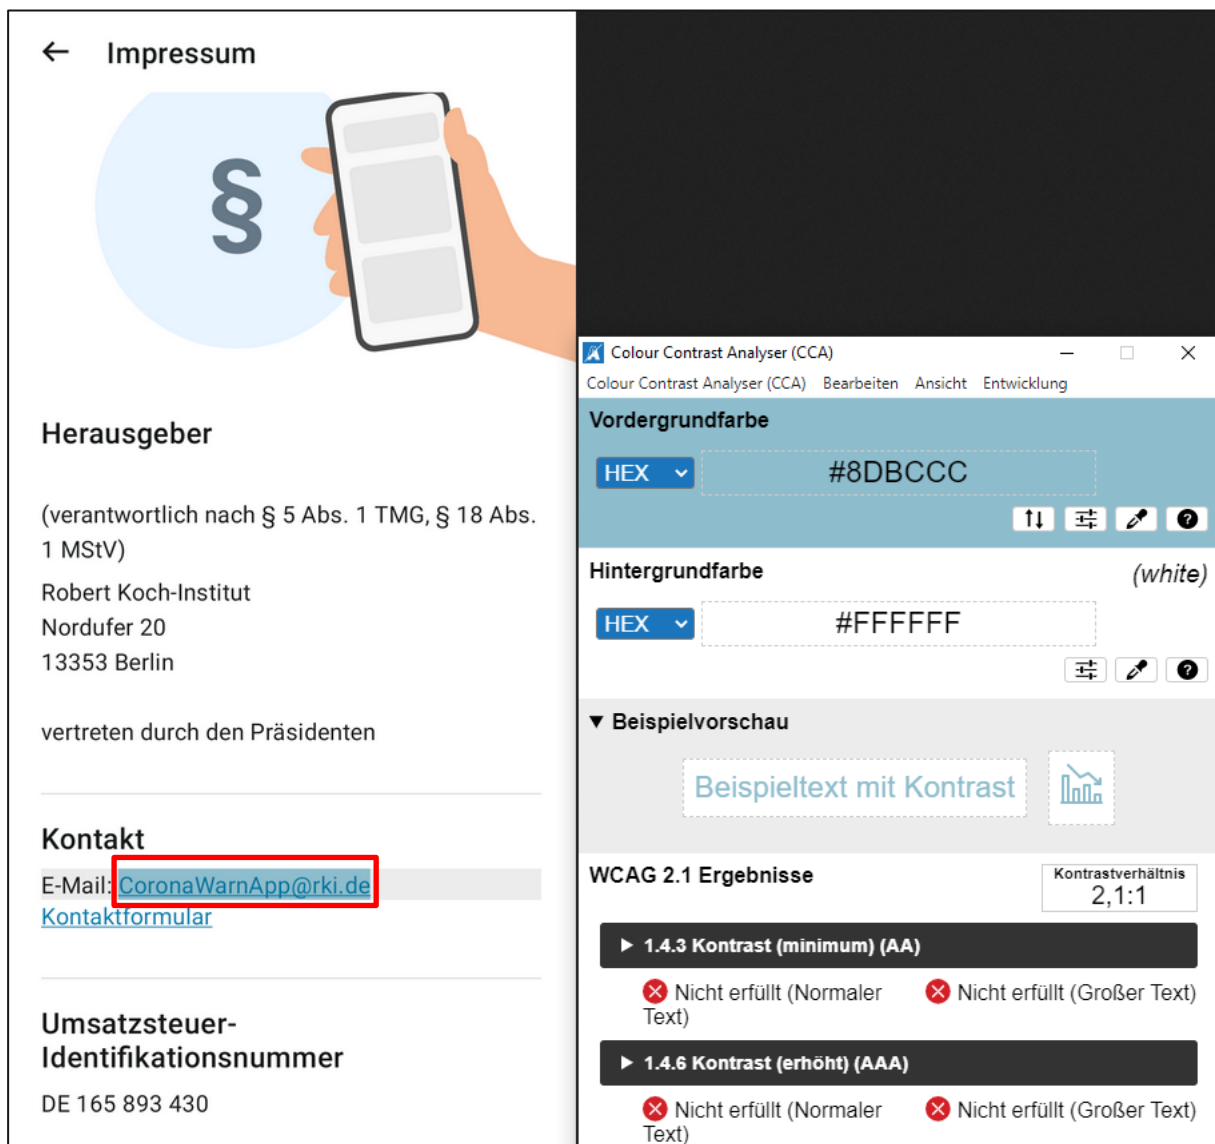 Impressum
§
Herausgeber
(verantwortlich nach § 5 Abs. 1 TMG, § 18 Abs.
1 MStV)
Robert Koch-Institut
Nordufer 20
13353 Berlin
vertreten durch den Präsidenten
Kontakt
E-Mail: CoronaWarnApp@rki.de
Kontaktformular
Umsatzsteuer-
Identifikationsnummer
DE 165 893 430
Colour Contrast Analyser (CCA)
Colour Contrast Analyser (CCA) Bearbeiten Ansicht Entwicklung
Vordergrundfarbe
HEX #8DBCCC
Hintergrundfarbe (white)
HEX #FFFFFF
▼ Beispielvorschau
Beispieltext mit Kontrast
WCAG 2.1 Ergebnisse
Kontrastverhältnis
2,1:1
1.4.3 Kontrast (minimum) (AA)
Nicht erfüllt (Normaler
Text)
Nicht erfüllt (Großer Text)
1.4.6 Kontrast (erhöht) (AAA)
Nicht erfüllt (Normaler
Text)
Nicht erfüllt (Großer Text)